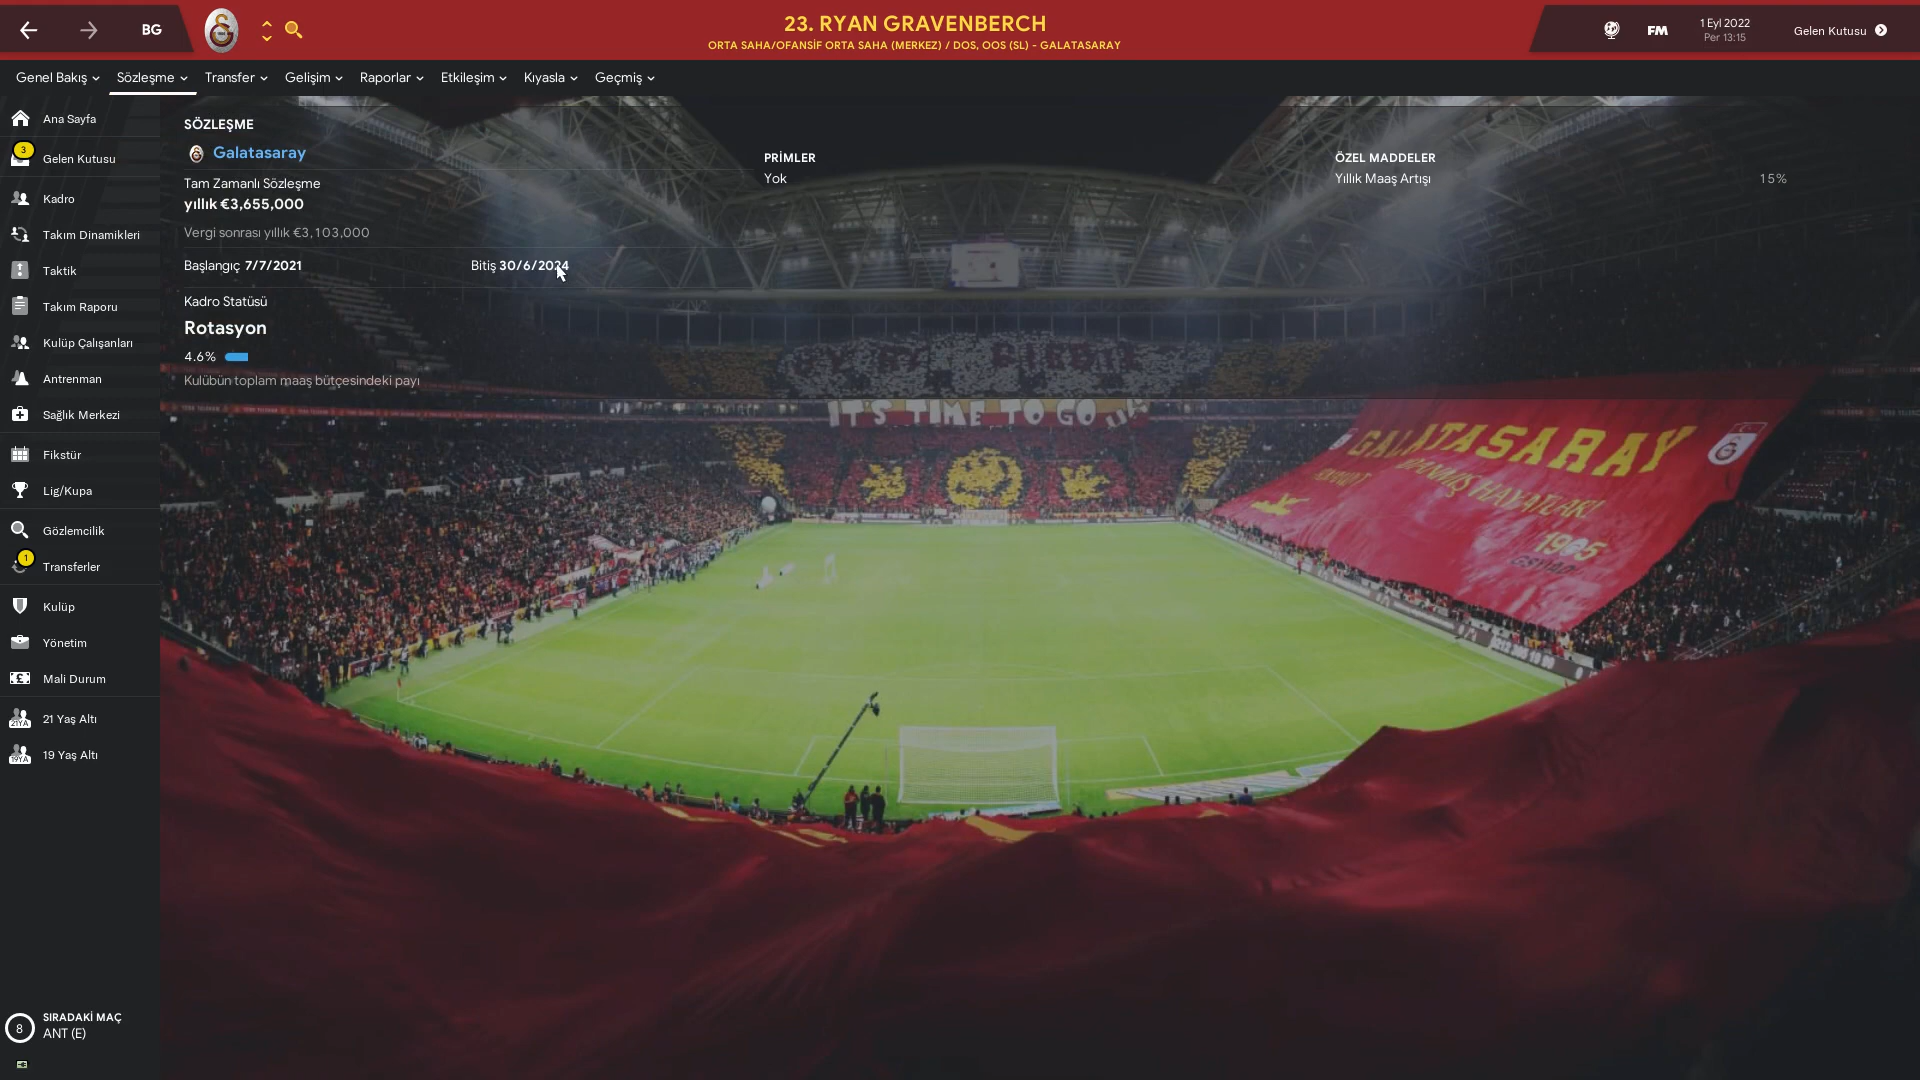 BG
23. RYAN GRAVENBERCH
ORTA SAHA/OFANSİF ORTA SAHA (MERKEZ) / DOS, OOS (SL) - GALATASARAY
FM
1 Eyl 2022
Per 13:15
Gelen Kutusu
Genel Bakış
Sözleşme
Transfer
Gelişim
Raporlar
Etkileşim
Kıyasla
Geçmiş
Ana Sayfa
3
Gelen Kutusu
Kadro
Takım Dinamikleri
Taktik
Takım Raporu
Kulüp Çalışanları
Antrenman
Sağlık Merkezi
Fikstür
Lig/Kupa
Gözlemcilik
1
Transferler
Kulüp
Yönetim
Mali Durum
21YA
21 Yaş Altı
19YA
19 Yaş Altı
8
SIRADAKİ MAÇ
ANT (E)
SÖZLEŞME
Galatasaray
Tam Zamanlı Sözleşme
yıllık €3,655,000
Vergi sonrası yıllık €3,103,000
Başlangıç 7/7/2021
Bitiş 30/6/2024
Kadro Statüsü
Rotasyon
4.6%
Kulübün toplam maaş bütçesindeki payı
PRİMLER
Yok
ÖZEL MADDELER
Yıllık Maaş Artışı
15%
IT'S TIME TO GO
GALATASARAY
1905